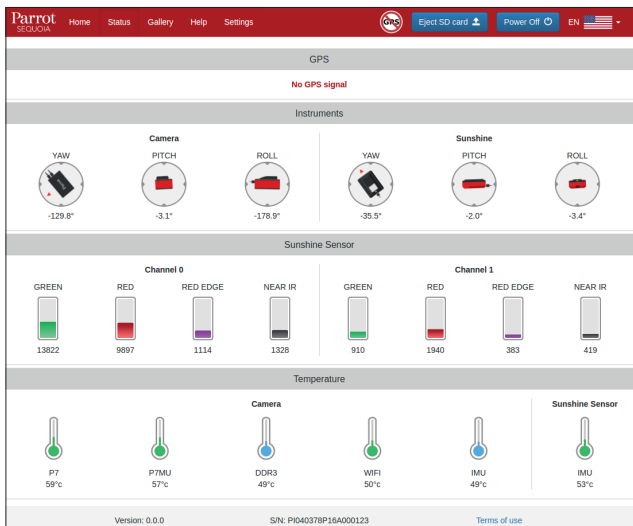 Parrot Home Status Gallery Help Settings GPS Eject SD card Power Off EN
SEQUOIA
GPS
No GPS signal
Instruments
Camera Sunshine
YAW PITCH ROLL YAW PITCH ROLL
-129.8° -3.1° -178.9° -35.5° -2.0° -3.4°
Sunshine Sensor
Channel 0 Channel 1
GREEN RED RED EDGE NEAR IR GREEN RED RED EDGE NEAR IR
13822 9897 1114 1328 910 1940 383 419
Temperature
Camera Sunshine Sensor
P7 P7MU DDR3 WIFI IMU IMU
59°c 57°c 49°c 50°c 49°c 53°c
Version: 0.0.0 S/N: PI040378P16A000123 Terms of use